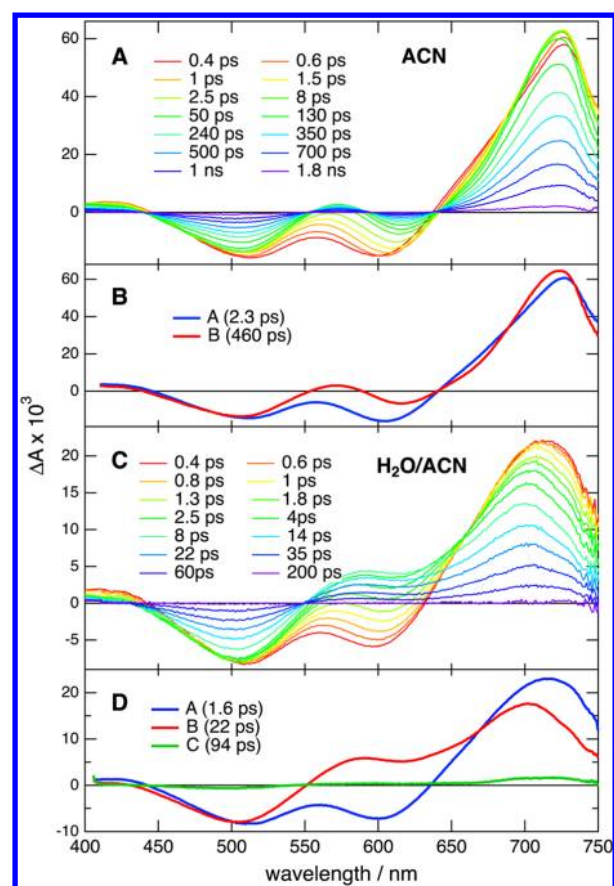 A ACN
0.4 ps 0.6 ps
1 ps 1.5 ps
2.5 ps 8 ps
50 ps 130 ps
240 ps 350 ps
500 ps 700 ps
1 ns 1.8 ns
60
40
20
0
B
A (2.3 ps)
B (460 ps)
60
40
20
0
ΔA x 10³
C H₂O/ACN
0.4 ps 0.6 ps
0.8 ps 1 ps
1.3 ps 1.8 ps
2.5 ps 4ps
8 ps 14 ps
22 ps 35 ps
60ps 200 ps
20
15
10
5
0
-5
D
A (1.6 ps)
B (22 ps)
C (94 ps)
20
10
0
-10
400 450 500 550 600 650 700 750
wavelength / nm